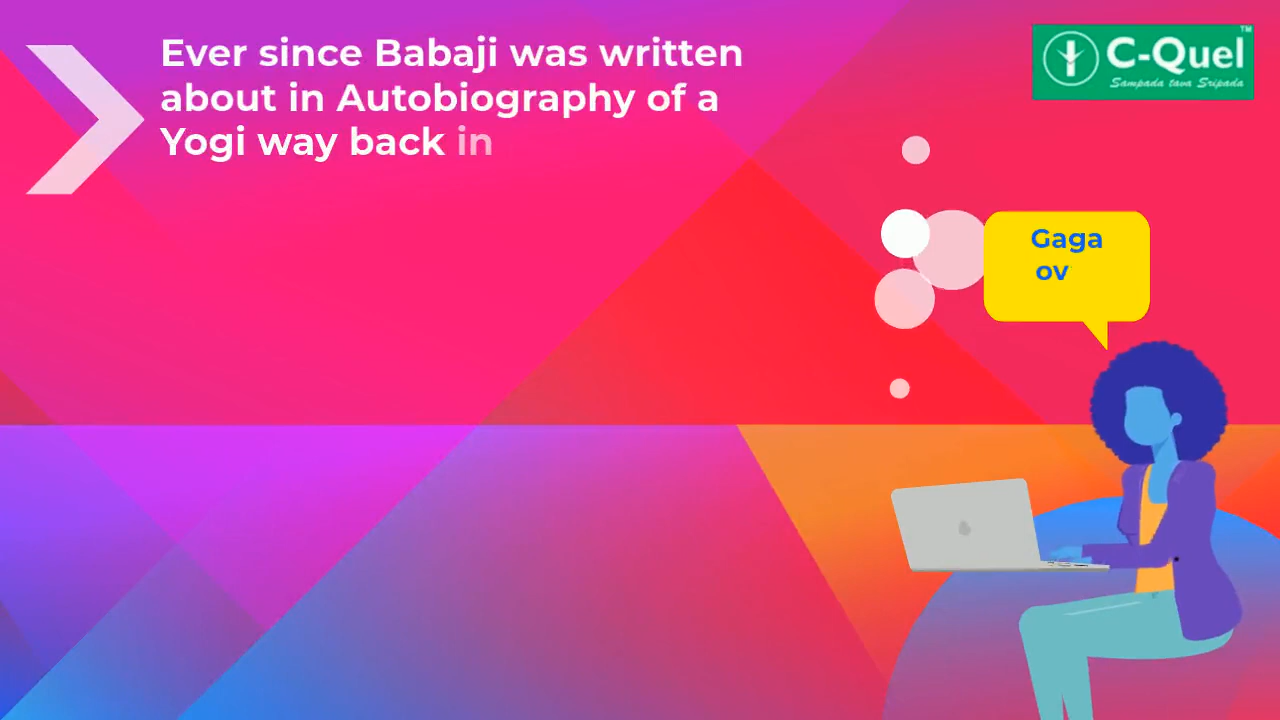 Ever since Babaji was written
about in Autobiography of a
Yogi way back in
C-Quel
TM
Sampada tava Sripada
Gaga
ov